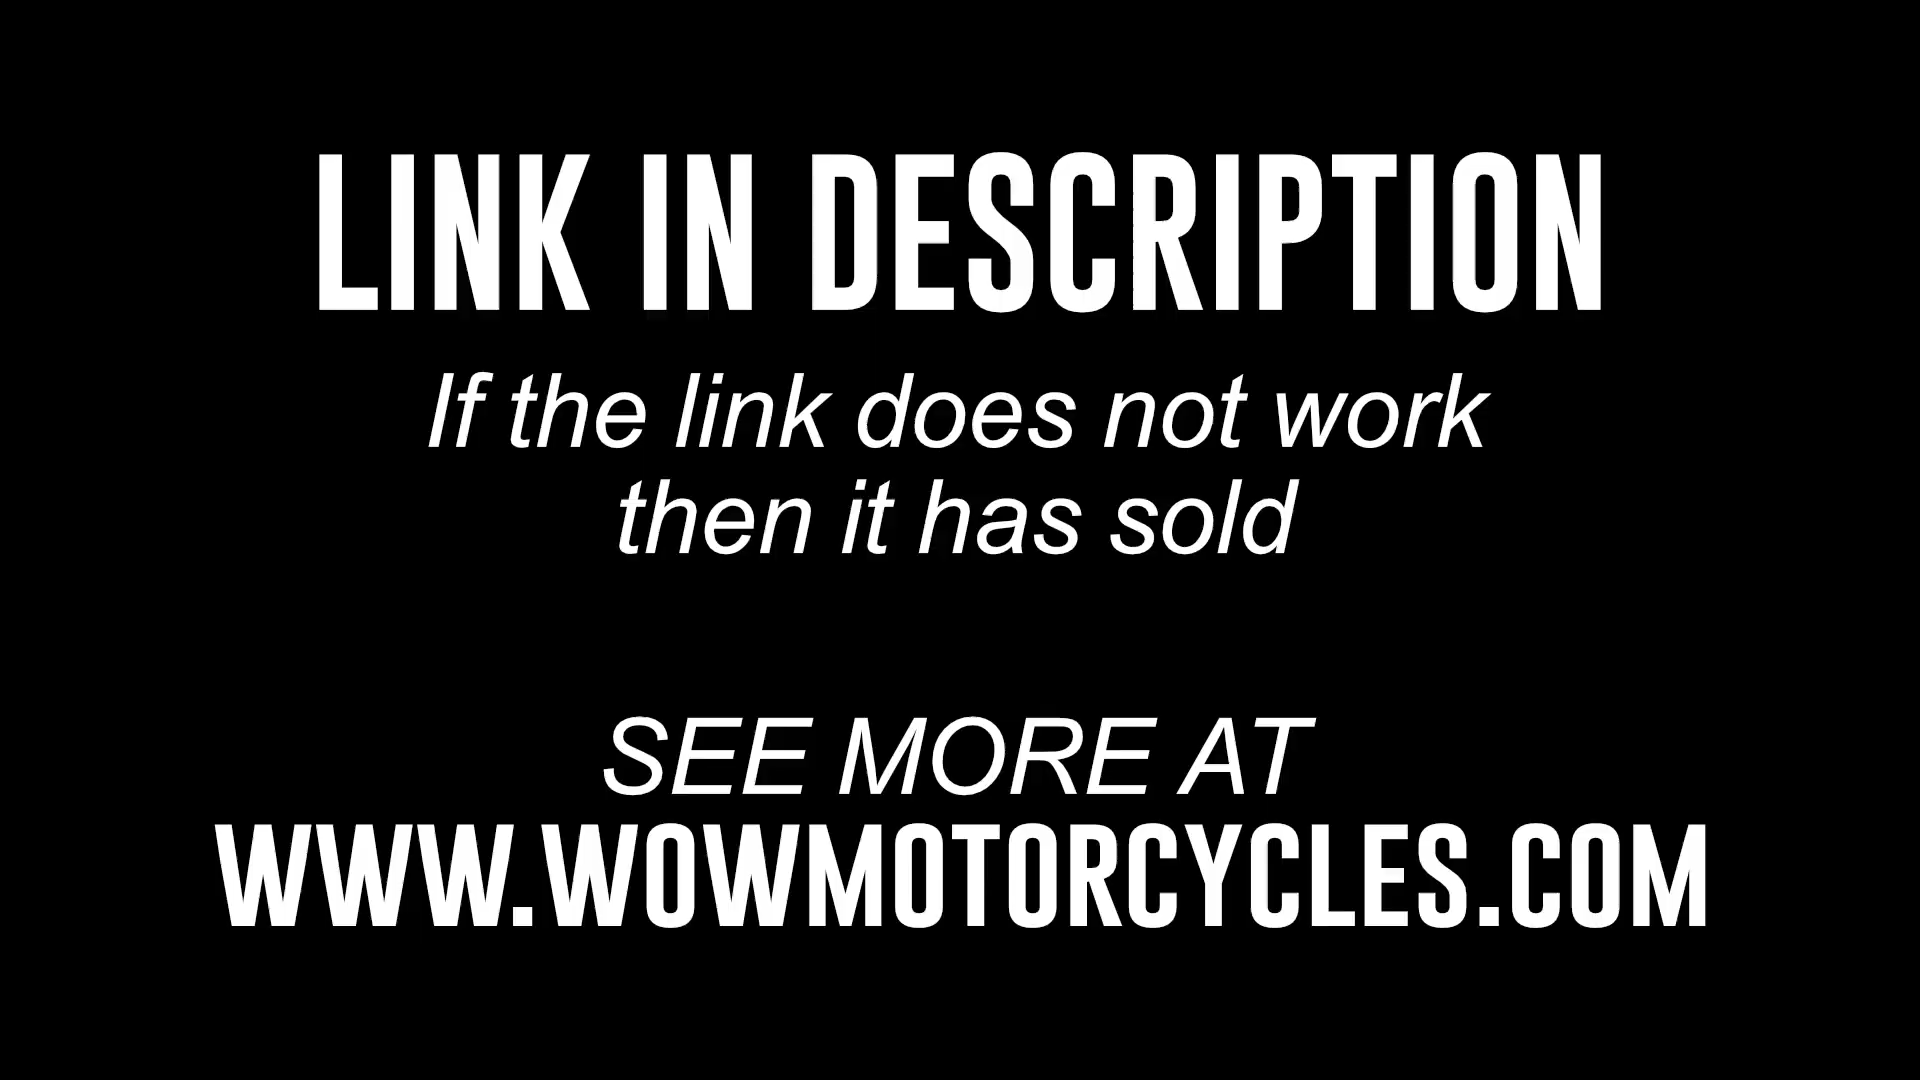 LINK IN DESCRIPTION
If the link does not work
then it has sold
SEE MORE AT
WWW.WOWMOTORCYCLES.COM